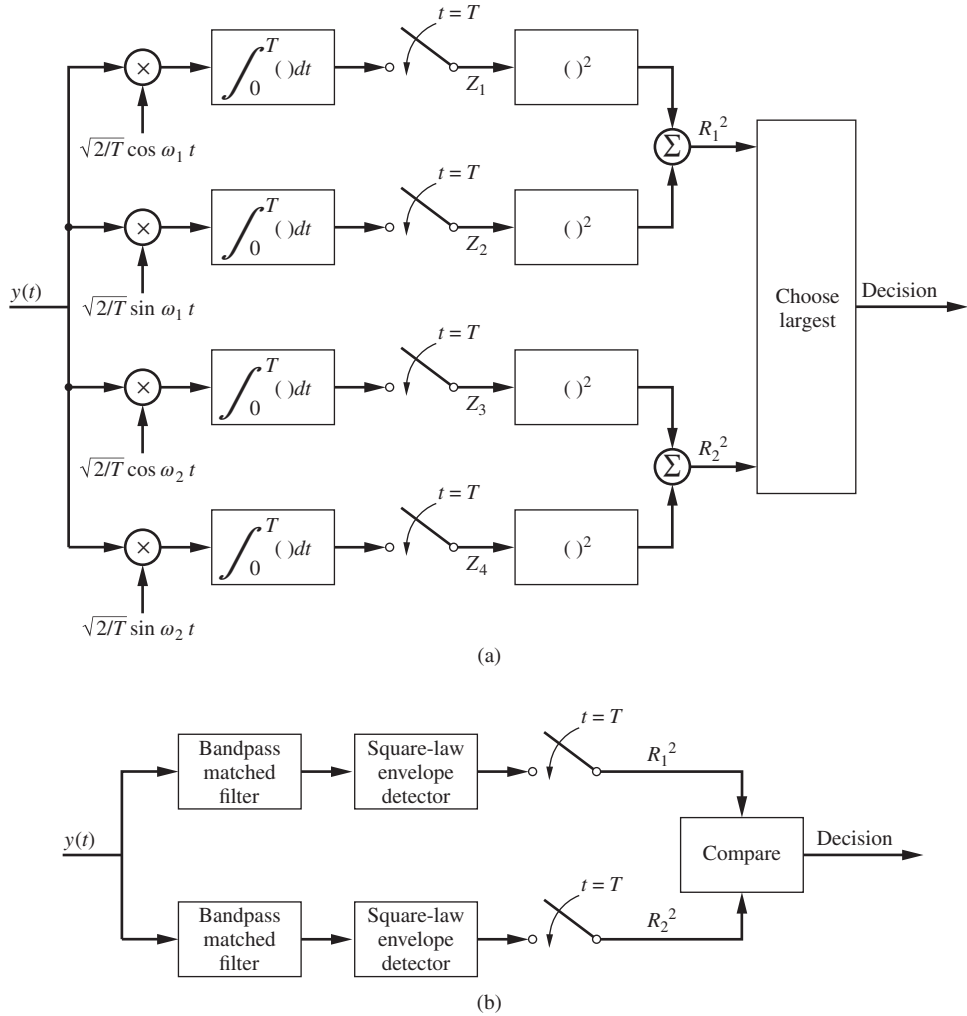 t = T
∫₀ᵀ ( )dt
Z₁
( )²
√2/T cos ω₁ t
Σ
R₁²
t = T
∫₀ᵀ ( )dt
Z₂
( )²
y(t)
√2/T sin ω₁ t
Choose
largest
Decision
t = T
∫₀ᵀ ( )dt
Z₃
( )²
√2/T cos ω₂ t
Σ
R₂²
t = T
∫₀ᵀ ( )dt
Z₄
( )²
√2/T sin ω₂ t
(a)
t = T
Bandpass
matched
filter
Square-law
envelope
detector
R₁²
y(t)
Compare
Decision
t = T
Bandpass
matched
filter
Square-law
envelope
detector
R₂²
(b)